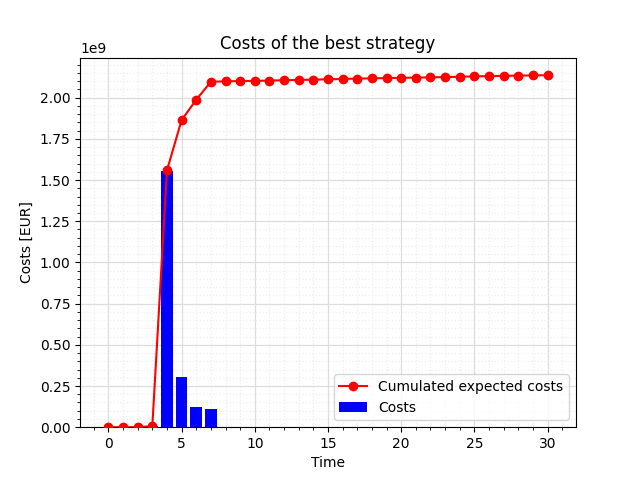 Costs of the best strategy
1e9
Costs [EUR]
2.00
1.75
1.50
1.25
1.00
0.75
0.50
0.25
0.00
Cumulated expected costs
Costs
0 5 10 15 20 25 30
Time